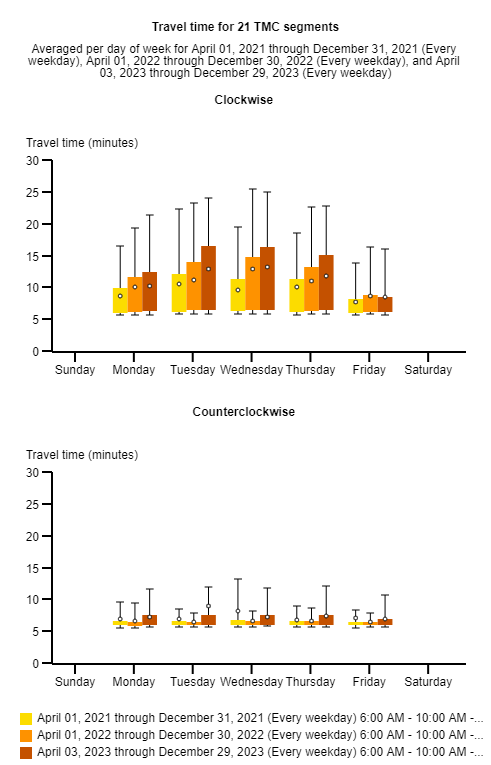 Travel time for 21 TMC segments
Averaged per day of week for April 01, 2021 through December 31, 2021 (Every
weekday), April 01, 2022 through December 30, 2022 (Every weekday), and April
03, 2023 through December 29, 2023 (Every weekday)
Clockwise
Travel time (minutes)
30
25
20
15
10
5
0
Sunday Monday Tuesday Wednesday Thursday Friday Saturday
Counterclockwise
Travel time (minutes)
30
25
20
15
10
5
0
Sunday Monday Tuesday Wednesday Thursday Friday Saturday
April 01, 2021 through December 31, 2021 (Every weekday) 6:00 AM - 10:00 AM -...
April 01, 2022 through December 30, 2022 (Every weekday) 6:00 AM - 10:00 AM -...
April 03, 2023 through December 29, 2023 (Every weekday) 6:00 AM - 10:00 AM -...